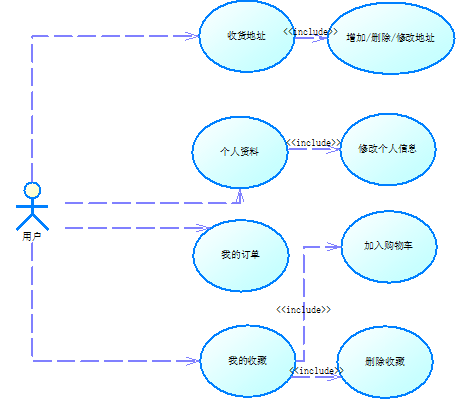 收货地址
<<include>>
增加/删除/修改地址
个人资料
<<include>>
修改个人信息
用户
我的订单
加入购物车
<<include>>
我的收藏
<<include>>
删除收藏